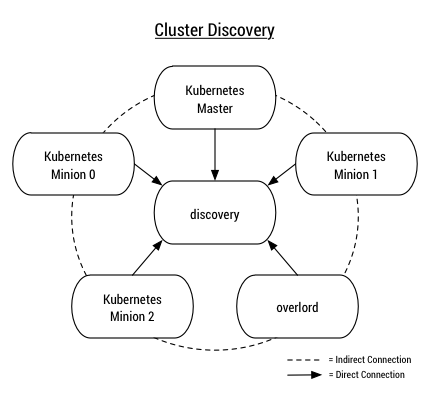 Cluster Discovery
Kubernetes
Master
Kubernetes
Minion 0
Kubernetes
Minion 1
discovery
Kubernetes
Minion 2
overlord
= Indirect Connection
= Direct Connection